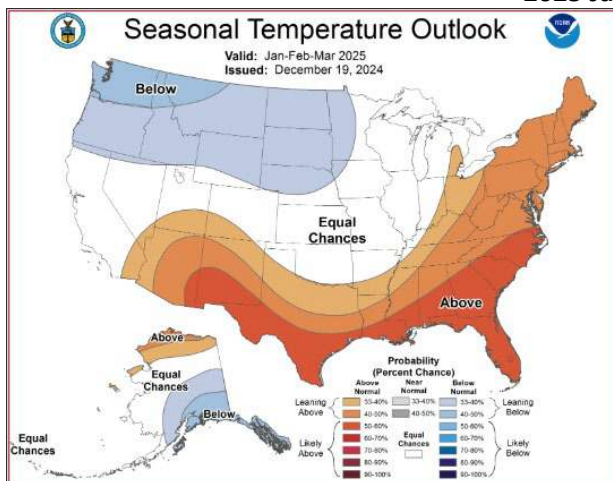 Seasonal Temperature Outlook
Valid: Jan-Feb-Mar 2025
Issued: December 19, 2024
Below
Equal
Chances
Above
Above
Equal
Chances
Below
Equal
Chances
Probability
(Percent Chance)
Above Normal
Near Normal
Below Normal
Leaning Above
33-40%
33-40%
33-40%
Leaning Below
40-50%
40-50%
40-50%
Likely Above
50-60%
Equal Chances
50-60%
Likely Below
60-70%
60-70%
70-80%
70-80%
80-90%
80-90%
90-100%
90-100%